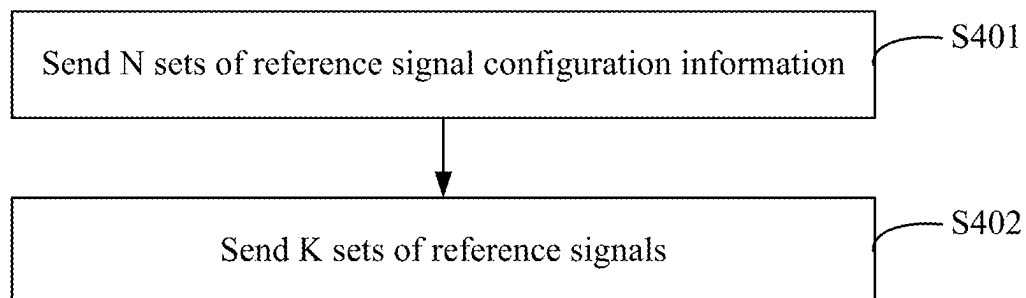 Send N sets of reference signal configuration information
S401
Send K sets of reference signals
S402